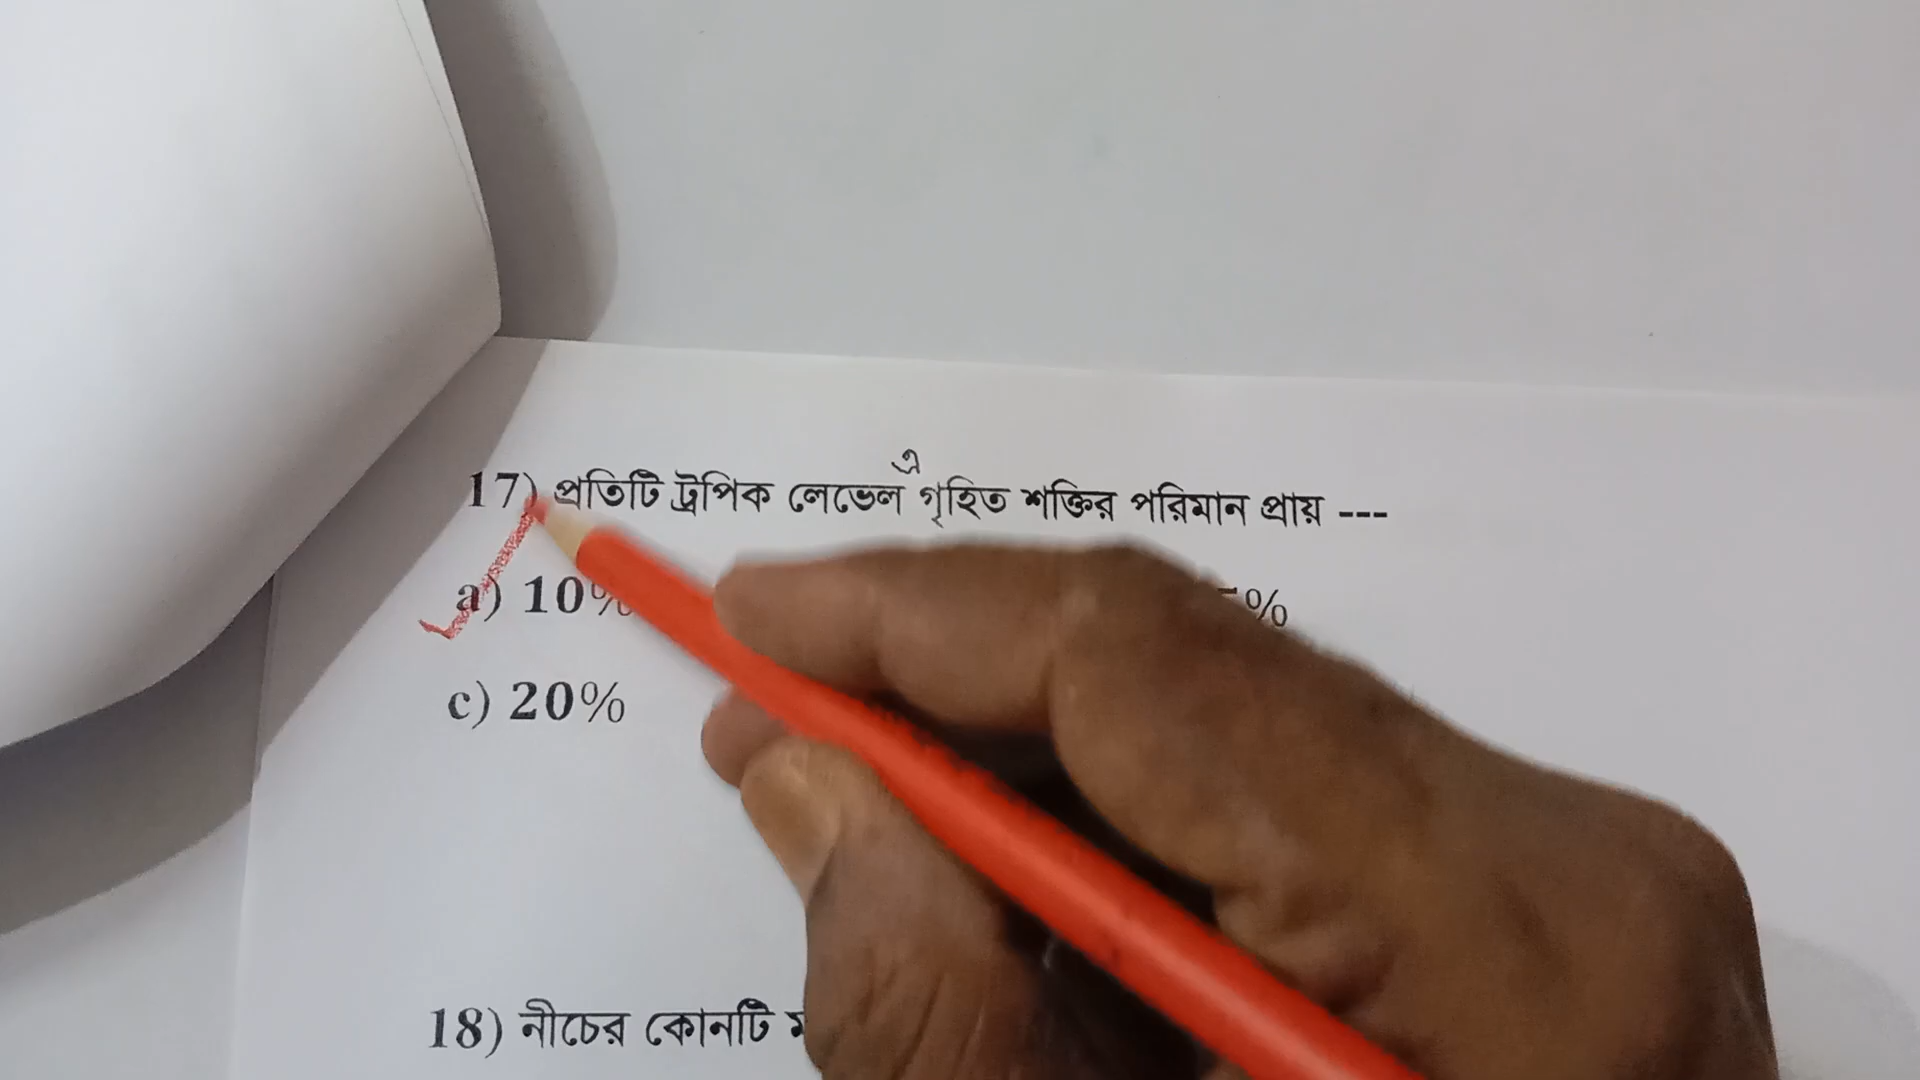 এ
17) প্রতিটি ট্রপিক লেভেল গৃহিত শক্তির পরিমান প্রায় ---
a) 10% %
c) 20%
18) নীচের কোনটি